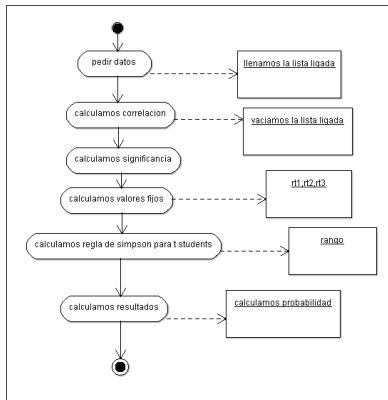 pedir datos
llenamos la lista ligada
calculamos correlacion
vaciamos la lista ligada
calculamos significancia
calculamos valores fijos
rt1,rt2,rt3
calculamos regla de simpson para t students
rango
calculamos resultados
calculamos probabilidad